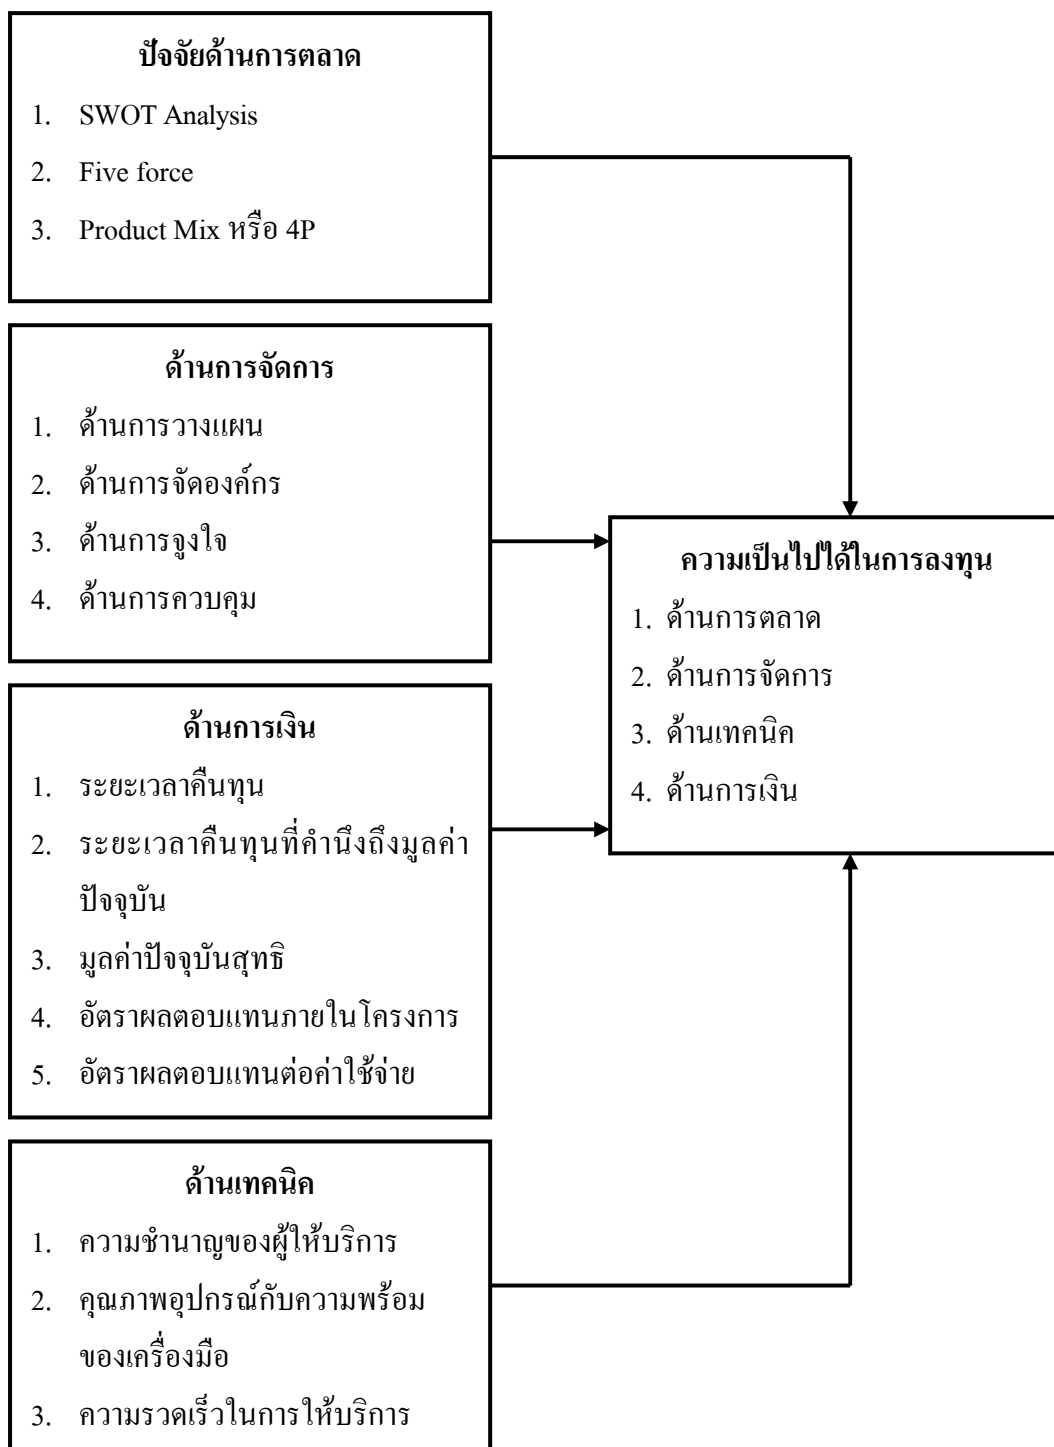 ปัจจัยด้านการตลาด
1. SWOT Analysis
2. Five force
3. Product Mix หรือ 4P
ด้านการจัดการ
1. ด้านการวางแผน
2. ด้านการจัดองค์กร
3. ด้านการจูงใจ
4. ด้านการควบคุม
ด้านการเงิน
1. ระยะเวลาคืนทุน
2. ระยะเวลาคืนทุนที่คำนึงถึงมูลค่า
ปัจจุบัน
3. มูลค่าปัจจุบันสุทธิ
4. อัตราผลตอบแทนภายในโครงการ
5. อัตราผลตอบแทนต่อค่าใช้จ่าย
ด้านเทคนิค
1. ความชำนาญของผู้ให้บริการ
2. คุณภาพอุปกรณ์กับความพร้อม
ของเครื่องมือ
3. ความรวดเร็วในการให้บริการ
ความเป็นไปได้ในการลงทุน
1. ด้านการตลาด
2. ด้านการจัดการ
3. ด้านเทคนิค
4. ด้านการเงิน